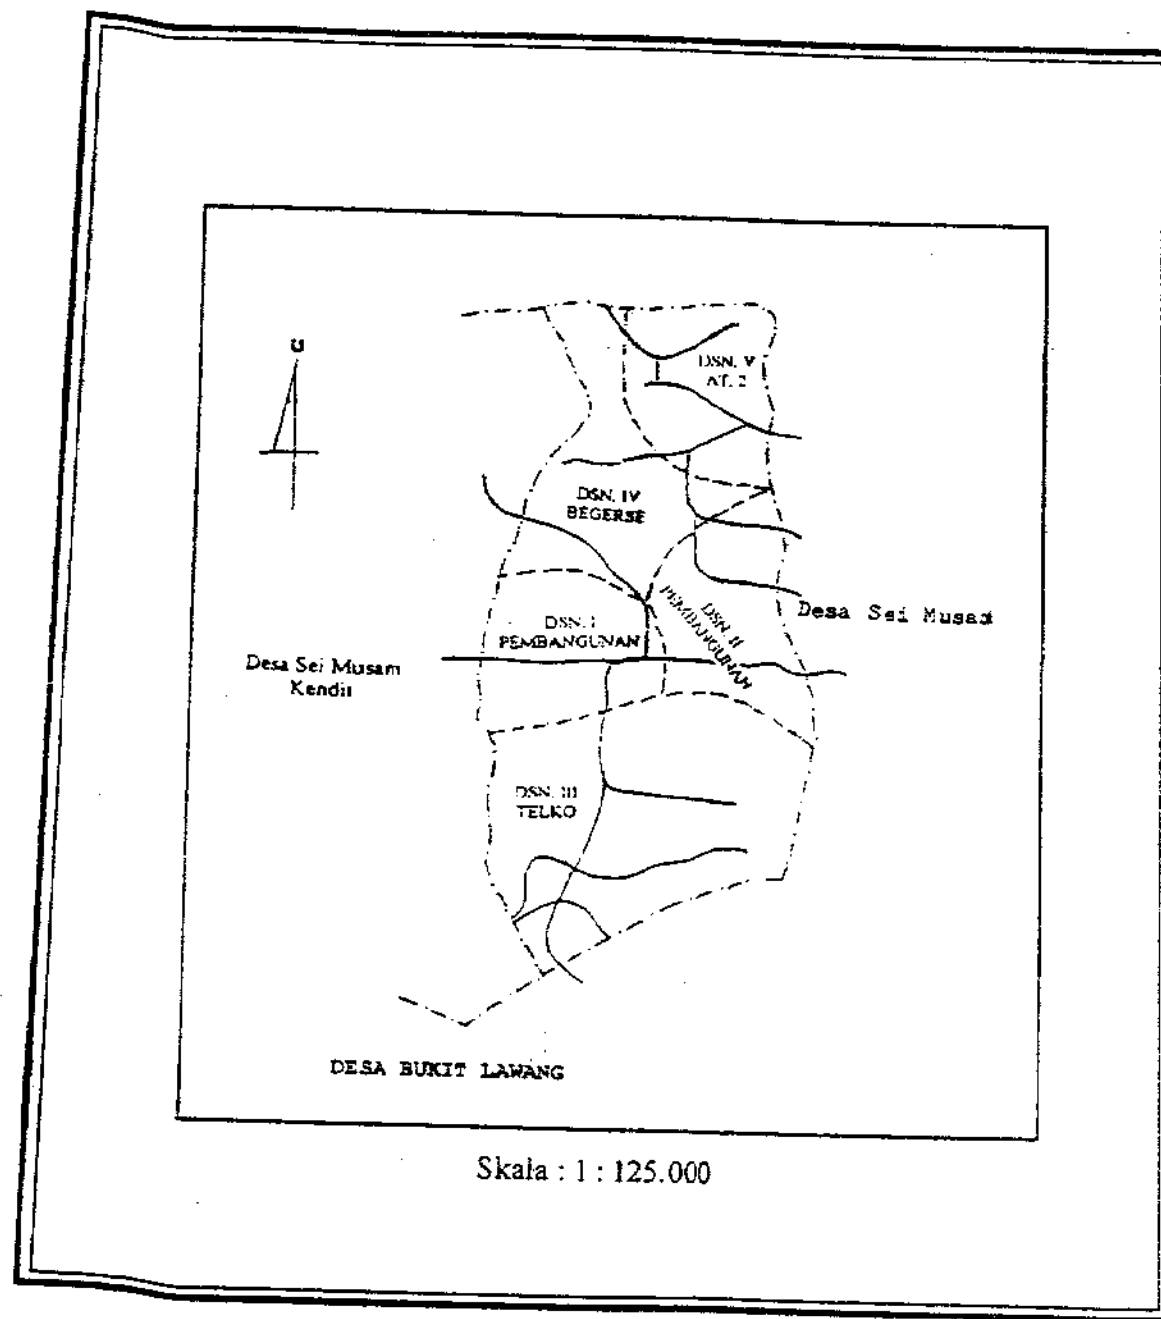 U
DSN. V
AT. 2
DSN. IV
BEGERSE
DSN. I
PEMBANGUNAN
DSN. II
PEMBANGUNAN
Desa Sei Musam
Desa Sei Musam
Kendit
DSN. III
TELKO
DESA BUKIT LAWANG
Skala : 1 : 125.000